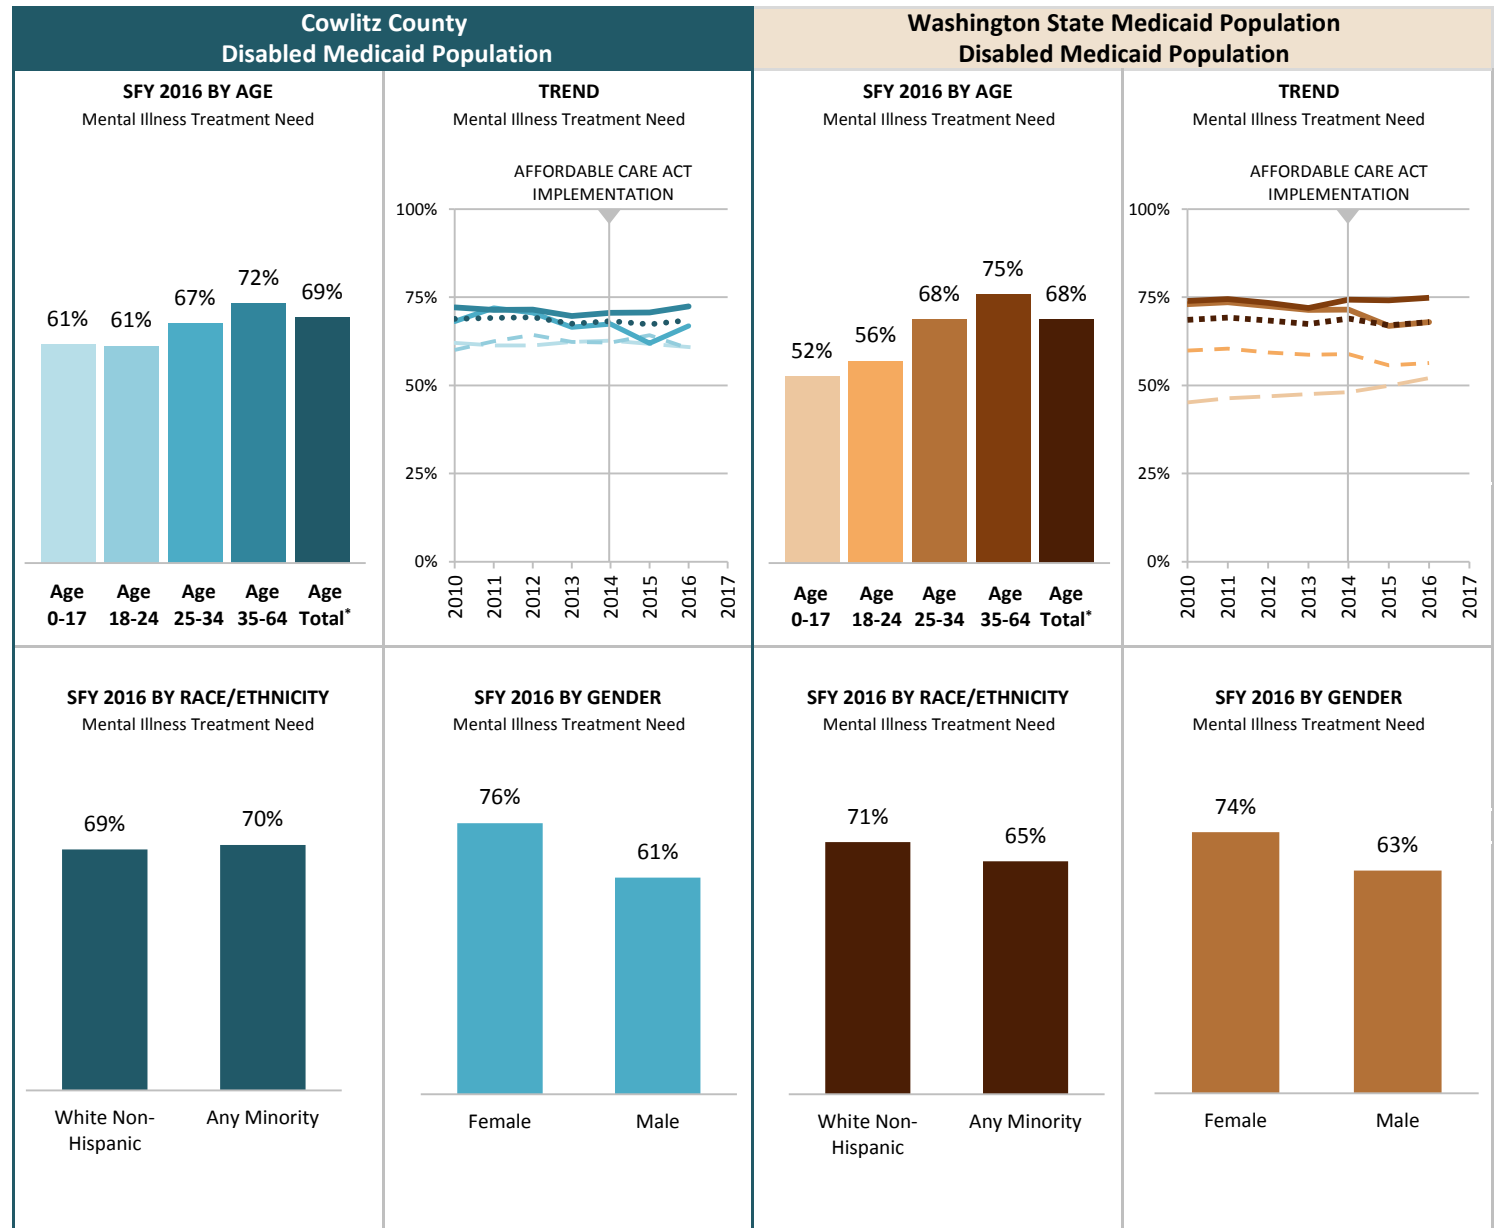 Cowlitz County
Disabled Medicaid Population
Washington State Medicaid Population
Disabled Medicaid Population
SFY 2016 BY AGE
Mental Illness Treatment Need
61%
61%
67%
72%
69%
Age
0-17
Age
18-24
Age
25-34
Age
35-64
Age
Total*
TREND
Mental Illness Treatment Need
AFFORDABLE CARE ACT
IMPLEMENTATION
100%
75%
50%
25%
0%
2010
2011
2012
2013
2014
2015
2016
2017
SFY 2016 BY AGE
Mental Illness Treatment Need
52%
56%
68%
75%
68%
Age
0-17
Age
18-24
Age
25-34
Age
35-64
Age
Total*
TREND
Mental Illness Treatment Need
AFFORDABLE CARE ACT
IMPLEMENTATION
100%
75%
50%
25%
0%
2010
2011
2012
2013
2014
2015
2016
2017
SFY 2016 BY RACE/ETHNICITY
Mental Illness Treatment Need
69%
70%
White Non-
Hispanic
Any Minority
SFY 2016 BY GENDER
Mental Illness Treatment Need
76%
61%
Female
Male
SFY 2016 BY RACE/ETHNICITY
Mental Illness Treatment Need
71%
65%
White Non-
Hispanic
Any Minority
SFY 2016 BY GENDER
Mental Illness Treatment Need
74%
63%
Female
Male